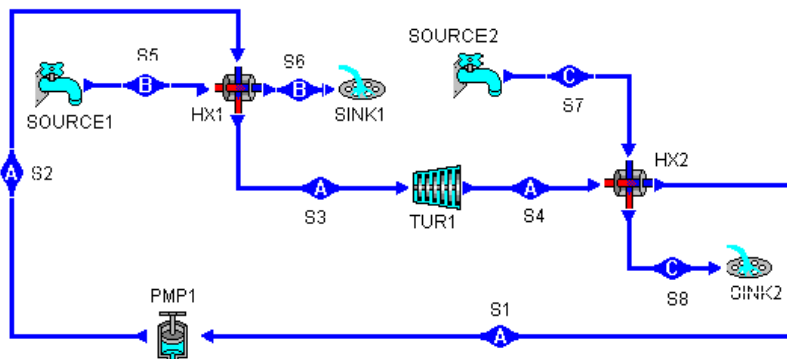 S5
S6
SOURCE2
B
B
C
SOURCE1
HX1
SINK1
S7
A
S2
HX2
A
A
S3
TUR1
S4
C
S8
SINK2
PMP1
S1
A